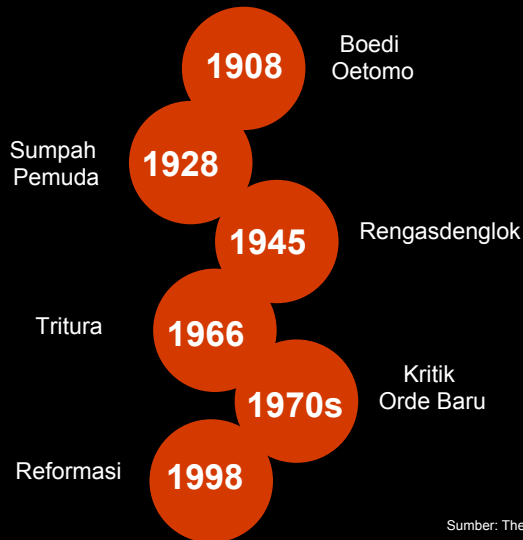 1908
Boedi
Oetomo
Sumpah
Pemuda
1928
1945
Rengasdenglok
Tritura
1966
Kritik
Orde Baru
1970s
Reformasi
1998
Sumber: The